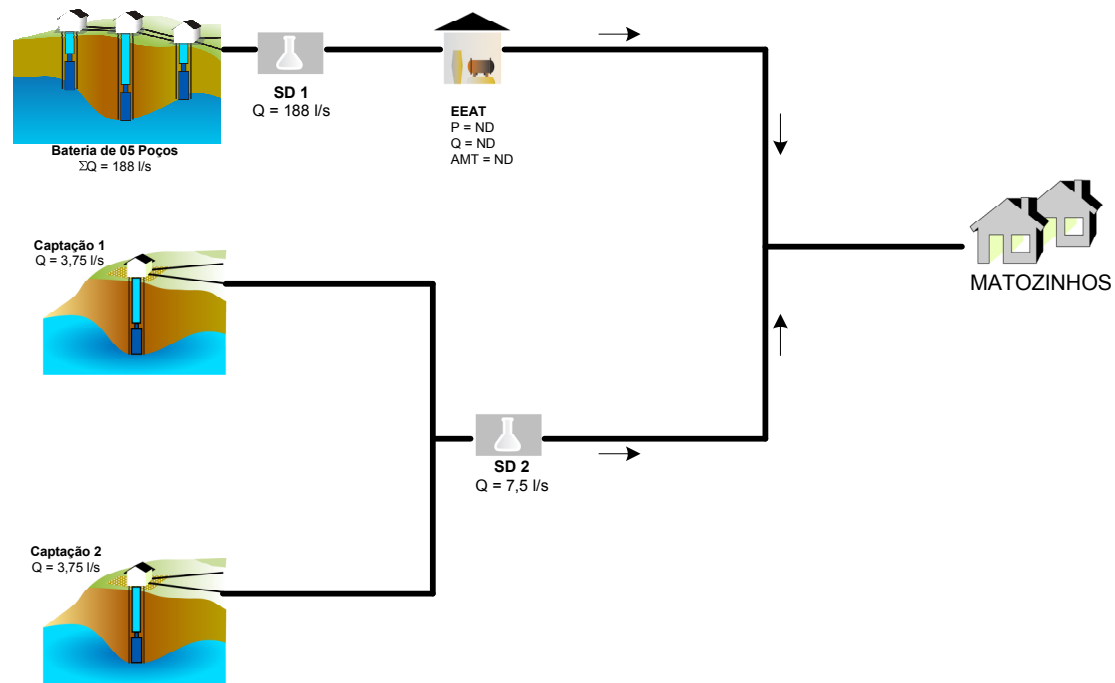 Bateria de 05 Poços
ΣQ = 188 l/s
SD 1
Q = 188 l/s
EEAT
P = ND
Q = ND
AMT = ND
Captação 1
Q = 3,75 l/s
MATOZINHOS
SD 2
Q = 7,5 l/s
Captação 2
Q = 3,75 l/s